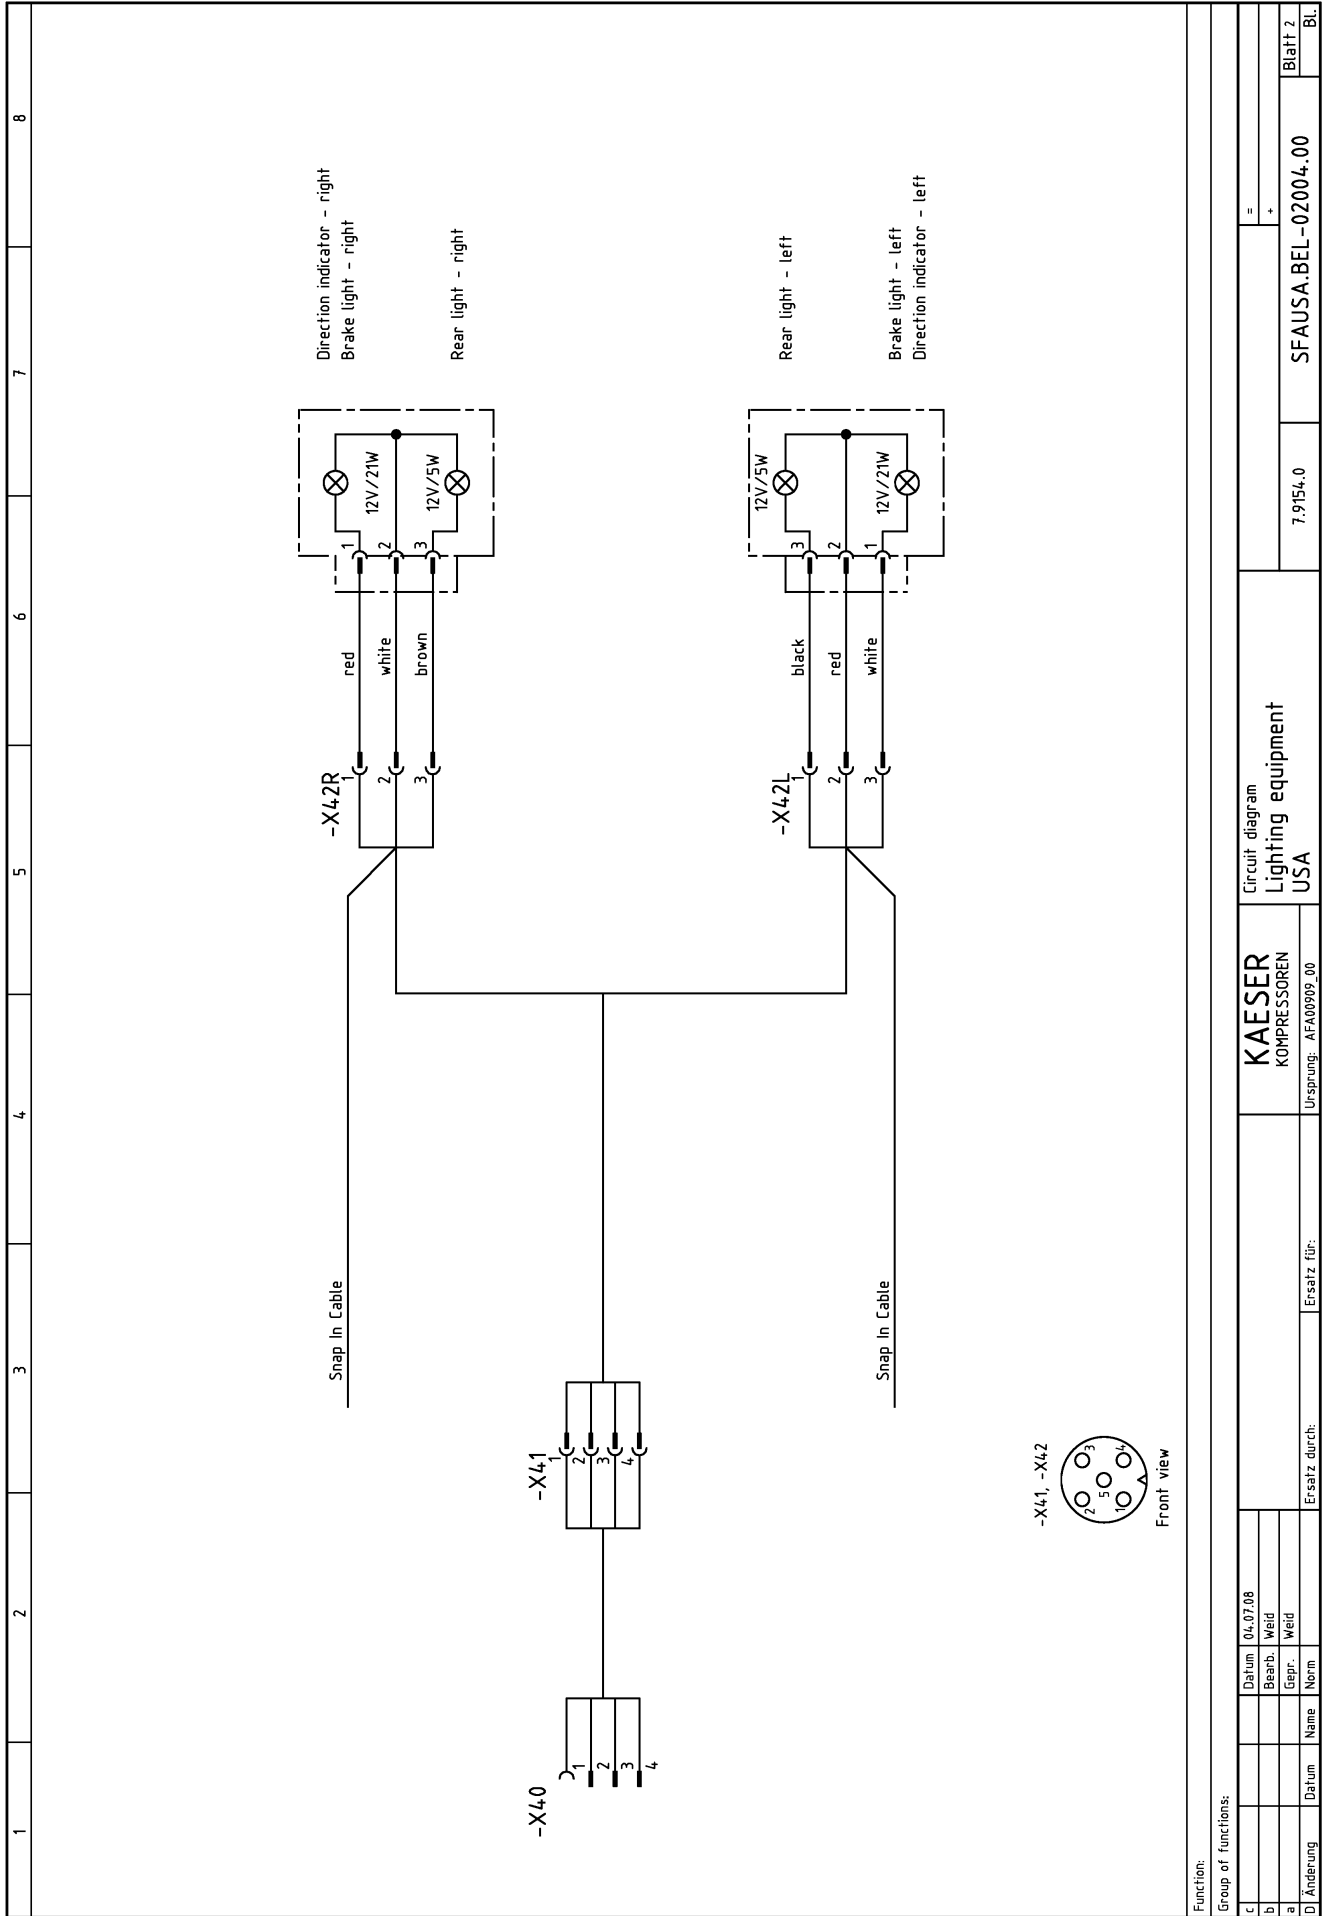 1
2
3
4
5
6
7
8
Direction indicator - right
Brake light - right
Rear light - right
12V/21W
12V/5W
1
2
3
red
white
brown
-X42R
1
2
3
Snap In Cable
-X40
1
2
3
4
-X41
1
2
3
4
Rear light - left
Brake light - left
Direction indicator - left
12V/5W
12V/21W
3
2
1
black
red
white
-X42L
1
2
3
Snap In Cable
-X41, -X42
2
3
5
1
4
Front view
Function:
Group of functions:
c
b
a
D
Änderung
Datum
Name
Datum
04.07.08
Bearb.
Weid
Gepr.
Weid
Norm
Ersatz durch:
Ersatz für:
KAESER
KOMPRESSOREN
Ursprung: AFA00909_00
Circuit diagram
Lighting equipment
USA
7.9154.0
=
+
SFAUSA.BEL-02004.00
Blatt 2
Bl.